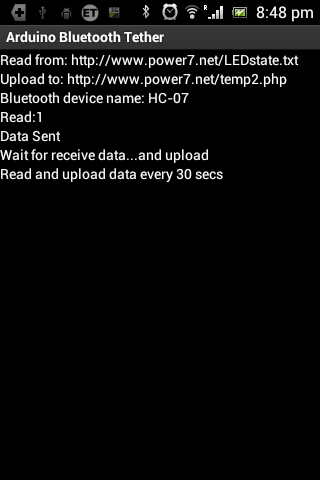 ET
R
8:48 pm
Arduino Bluetooth Tether
Read from: http://www.power7.net/LEDstate.txt
Upload to: http://www.power7.net/temp2.php
Bluetooth device name: HC-07
Read:1
Data Sent
Wait for receive data...and upload
Read and upload data every 30 secs